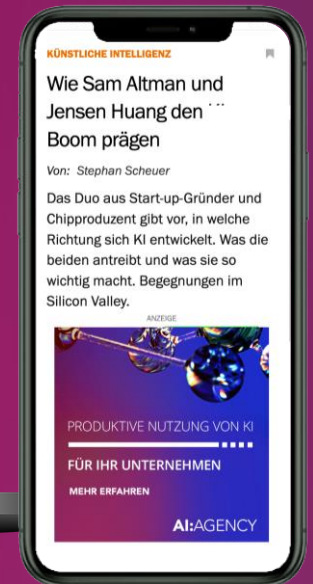 KÜNSTLICHE INTELLIGENZ
Wie Sam Altman und
Jensen Huang den
Boom prägen
Von: Stephan Scheuer
Das Duo aus Start-up-Gründer und
Chipproduzent gibt vor, in welche
Richtung sich KI entwickelt. Was die
beiden antreibt und was sie so
wichtig macht. Begegnungen im
Silicon Valley.
ANZEIGE
PRODUKTIVE NUTZUNG VON KI
FÜR IHR UNTERNEHMEN
MEHR ERFAHREN
AI:AGENCY